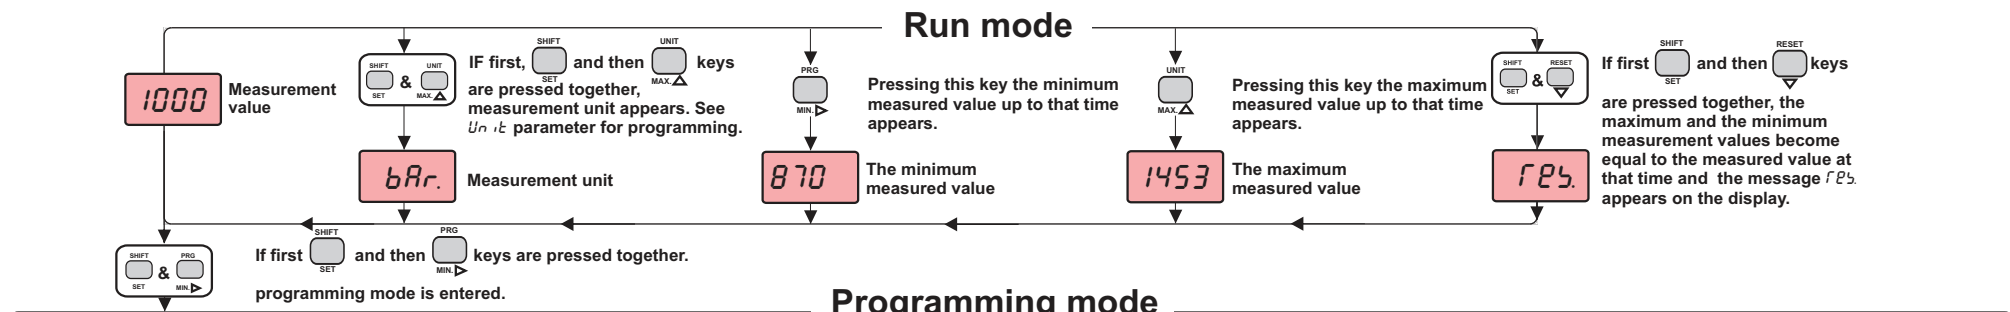 Run mode
1000
Measurement
value
SHIFT
SET
&
UNIT
MAX.
IF first, SHIFT SET and then UNIT MAX. keys
are pressed together,
measurement unit appears. See
Unit parameter for programming.
bAr.
Measurement unit
PRG
MIN.
Pressing this key the minimum
measured value up to that time
appears.
870
The minimum
measured value
UNIT
MAX.
Pressing this key the maximum
measured value up to that time
appears.
1453
The maximum
measured value
SHIFT
SET
&
RESET
If first SHIFT SET and then RESET keys
are pressed together, the
maximum and the minimum
measurement values become
equal to the measured value at
that time and the message rES.
appears on the display.
rES.
SHIFT
SET
&
PRG
MIN.
If first SHIFT SET and then PRG MIN. keys are pressed together.
programming mode is entered.
Programming mode